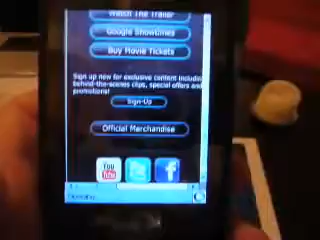 Watch The Trailer
Google Showtimes
Buy Movie Tickets
Sign up now for exclusive content including
behind-the-scenes clips, special offers and
promotions!
Sign-Up
Official Merchandise
You
Tube
f